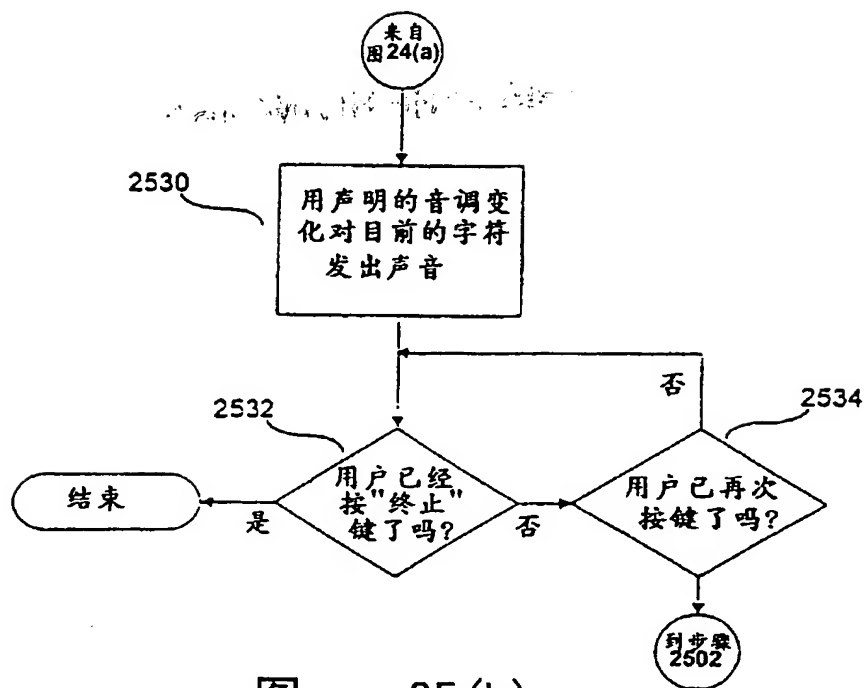 来自
图24(a)
2530
用声明的音调变
化对目前的字符
发出声音
否
2532
2534
用户已经
按"终止"
键了吗?
用户已再次
按键了吗?
结束
是
否
到步骤
2502
图 25(b)